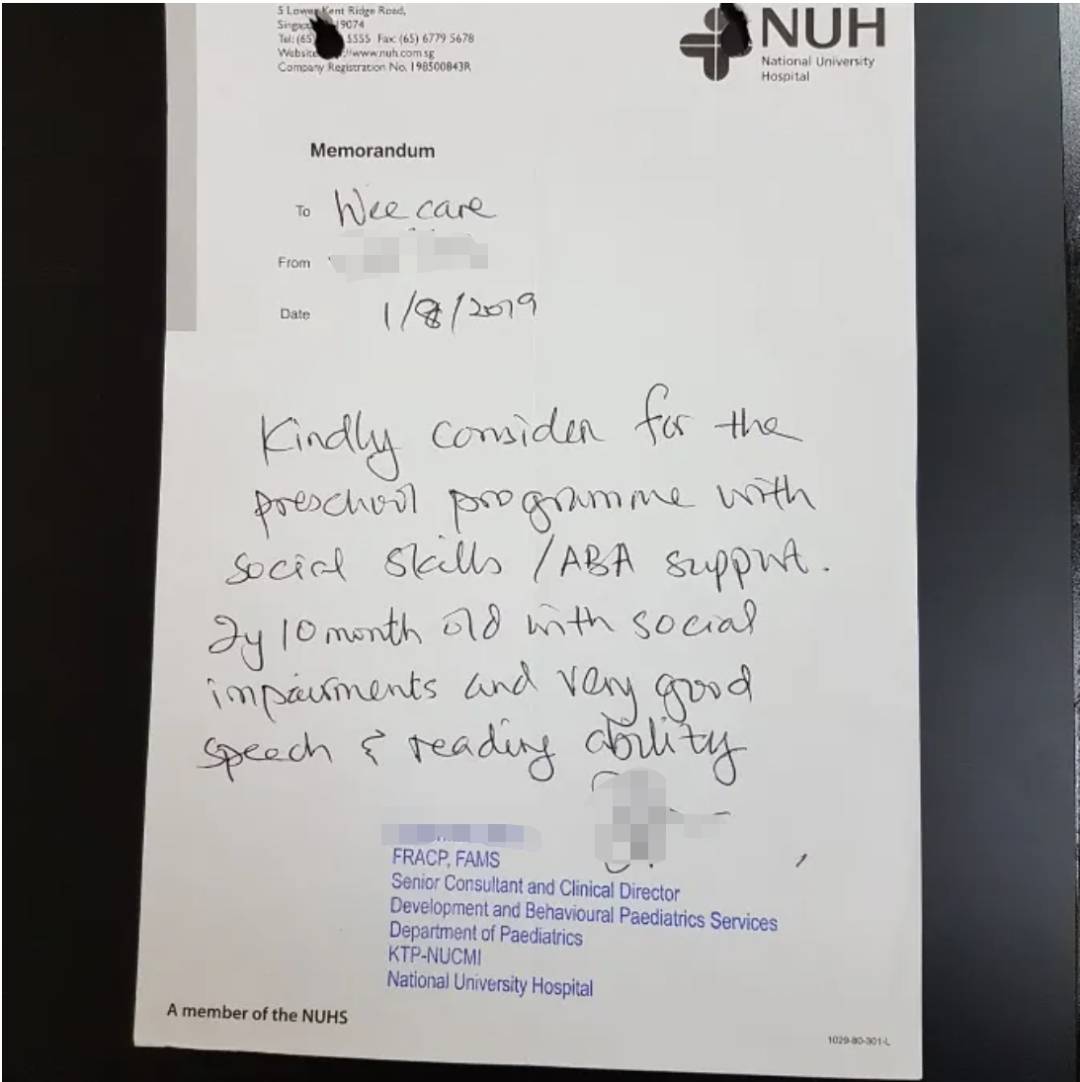 5 Lower Kent Ridge Road,
19074
Tel: (65) 5555 Fax: (65) 6779 5678
Website //www.nuh.com.sg
Company Registration No. 198500843R
NUH
National University
Hospital
Memorandum
To Wee care
From
Date 1/8/2019
Kindly consider for the
preschool programme with
social skills /ABA support.
2y 10 month old with social
impairments and very good
speech & reading ability
FRACP, FAMS
Senior Consultant and Clinical Director
Development and Behavioural Paediatrics Services
Department of Paediatrics
KTP-NUCMI
National University Hospital
A member of the NUHS
1029-80-301-L